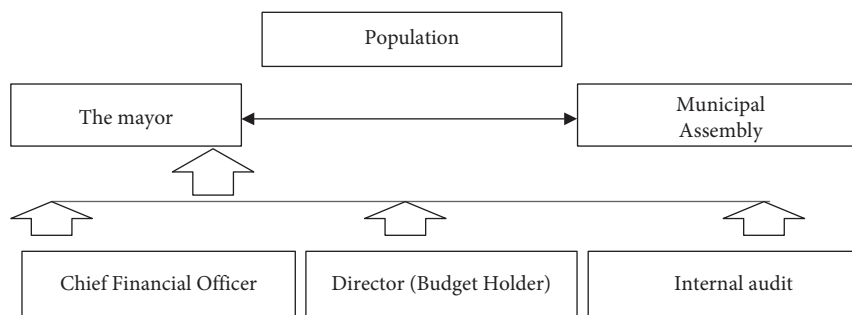 Population
The mayor
Municipal
Assembly
Chief Financial Officer
Director (Budget Holder)
Internal audit